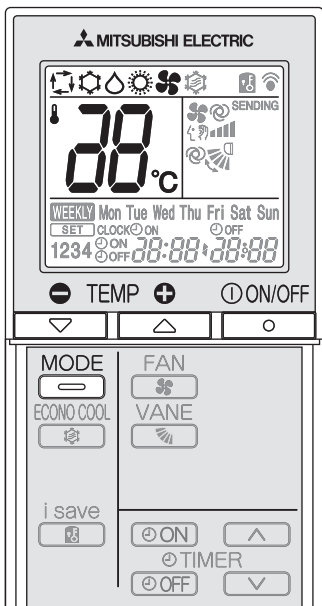 MITSUBISHI ELECTRIC
SENDING
88 °C
WEEKLY Mon Tue Wed Thu Fri Sat Sun
SET CLOCK ON OFF
1234 ON OFF 88:88 88:88
TEMP ON/OFF
MODE FAN
ECONO COOL VANE
i save
ON
TIMER
OFF